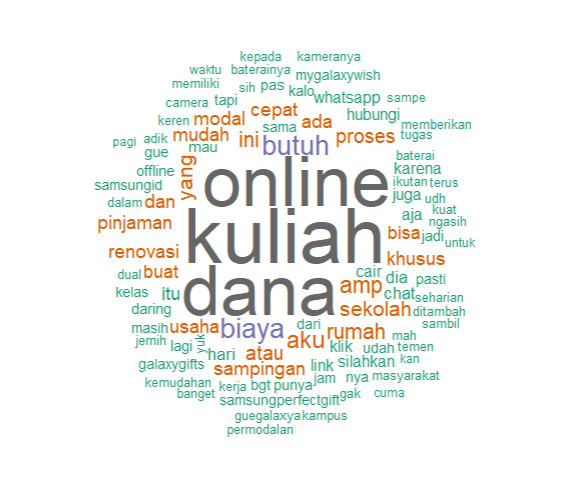 kepada kameranya
waktu baterainya mygalaxywish
memiliki sih pas kalo whatsapp sampe
camera tapi cepat ada hubungi
keren modal sama memberikan
pagi adik mudah ini butuh proses tugas
gue mau baterai
offline yang online karena
samsungid ikutan terus
dalam dan juga udh
pinjaman kuliah aja kuat ngasih
bisa jadi untuk
renovasi khusus
dual buat dana cair dia pasti
kelas itu amp chat seharian
daring sekolah ditambah
masih usaha biaya dari rumah sambil
jernih lagi yuk aku klik udah mah temen
galaxygifts hari atau link silahkan kan
kemudahan sampingan jam nya masyarakat
banget kerja bgt punya gak cuma
samsungperfectgift
guegalaxya kampus
permodalan